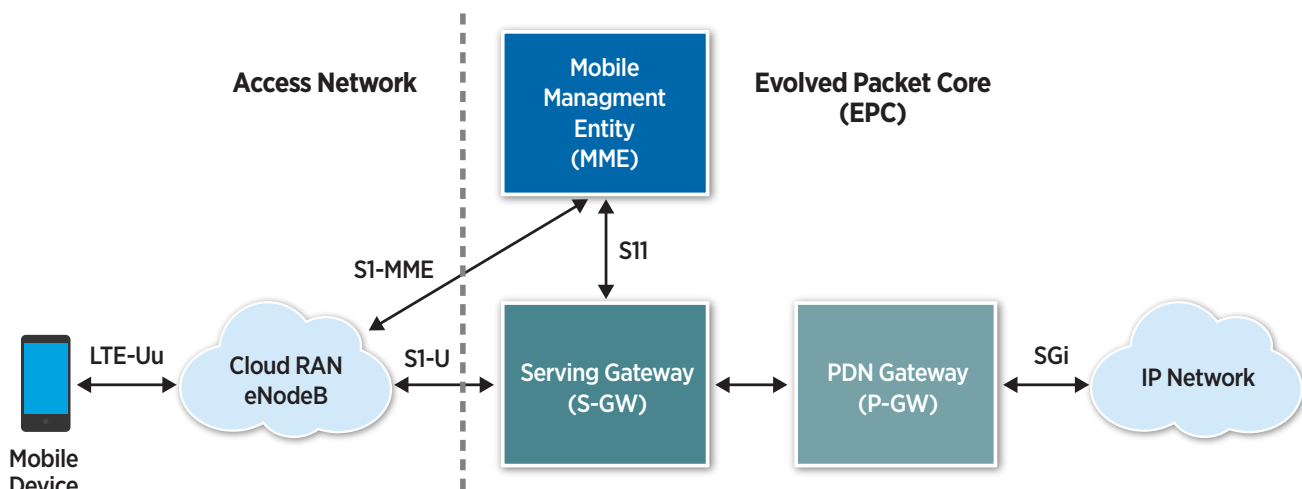 Access Network
Mobile
Managment
Entity
(MME)
Evolved Packet Core
(EPC)
S1-MME
S11
LTE-Uu
Cloud RAN
eNodeB
S1-U
Serving Gateway
(S-GW)
PDN Gateway
(P-GW)
SGi
IP Network
Mobile
Device